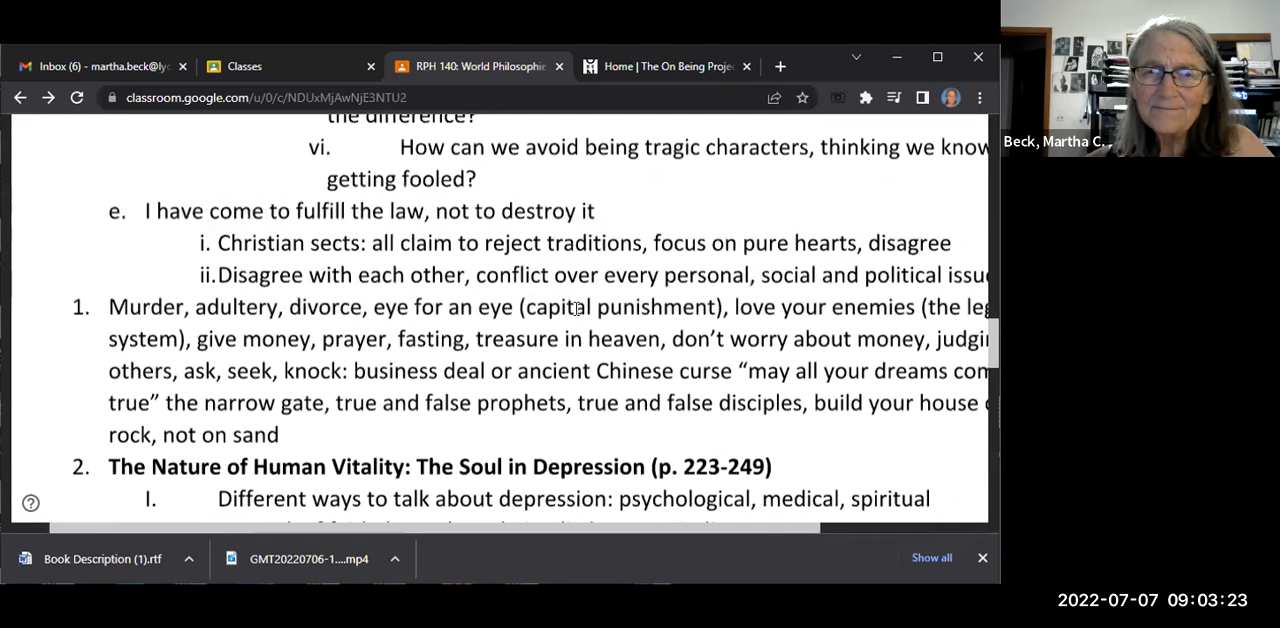 Inbox (6) - martha.beck@ly
Classes
RPH 140: World Philosophie
Home | The On Being Projec
classroom.google.com/u/0/c/NDUxMjAwNjE3NTU2
the difference?
vi. How can we avoid being tragic characters, thinking we know
getting fooled?
e. I have come to fulfill the law, not to destroy it
i. Christian sects: all claim to reject traditions, focus on pure hearts, disagree
ii. Disagree with each other, conflict over every personal, social and political issue
1. Murder, adultery, divorce, eye for an eye (capital punishment), love your enemies (the leg
system), give money, prayer, fasting, treasure in heaven, don't worry about money, judgin
others, ask, seek, knock: business deal or ancient Chinese curse “may all your dreams com
true” the narrow gate, true and false prophets, true and false disciples, build your house
rock, not on sand
2. The Nature of Human Vitality: The Soul in Depression (p. 223-249)
I. Different ways to talk about depression: psychological, medical, spiritual
Book Description (1).rtf
GMT20220706-1....mp4
Show all
Beck, Martha C.
2022-07-07 09:03:23